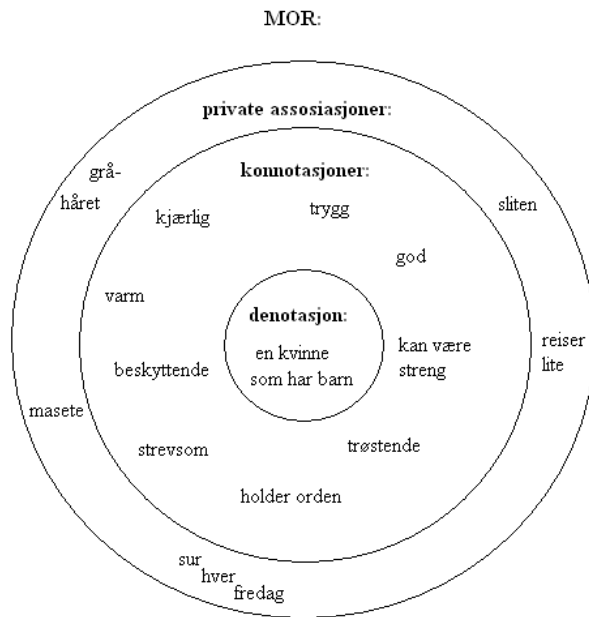 MOR:
private assosiasjoner:
grå-
håret
sliten
reiser
lite
masete
sur
hver
fredag
konnotasjoner:
kjærlig
trygg
god
varm
beskyttende
kan være
streng
strevsom
trøstende
holder orden
denotasjon:
en kvinne
som har barn